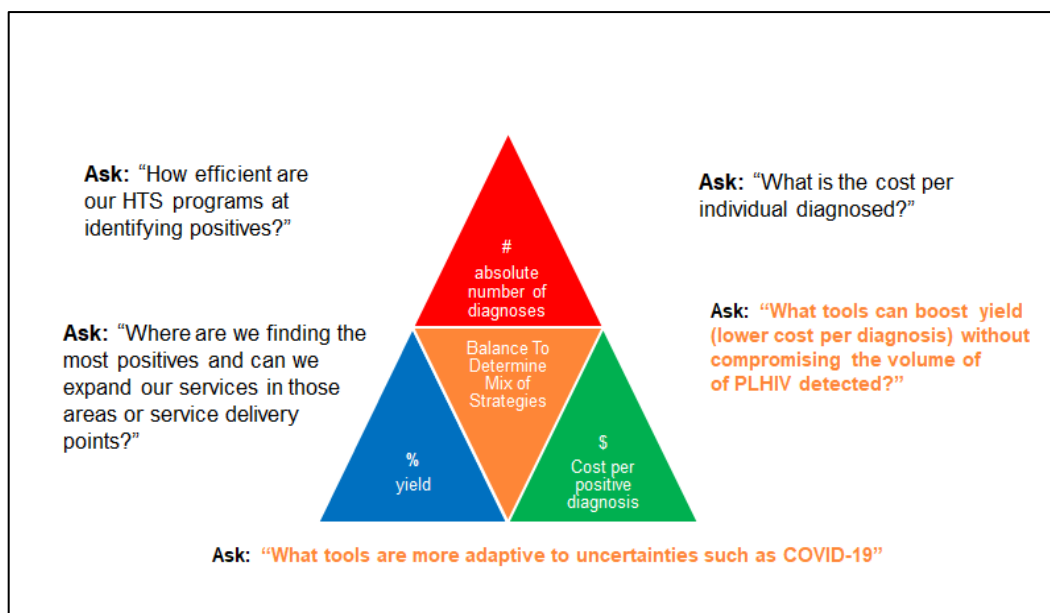 Ask: “How efficient are
our HTS programs at
identifying positives?”
Ask: “What is the cost per
individual diagnosed?”
#
absolute
number of
diagnoses
Ask: “Where are we finding the
most positives and can we
expand our services in those
areas or service delivery
points?”
Balance To
Determine
Mix of
Strategies
Ask: “What tools can boost yield
(lower cost per diagnosis) without
compromising the volume of
of PLHIV detected?”
%
yield
$
Cost per
positive
diagnosis
Ask: “What tools are more adaptive to uncertainties such as COVID-19”